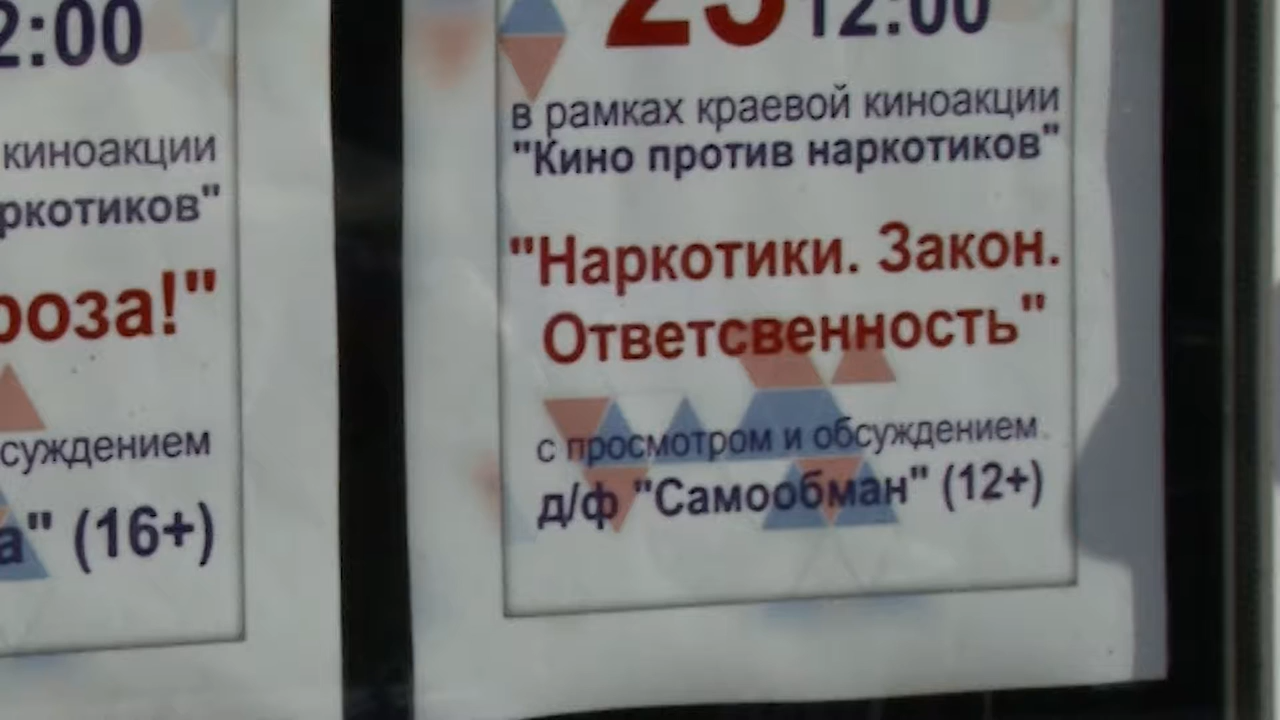 2:00
киноакции
ркотиков"
роза!"
суждением
а" (16+)
25 12:00
в рамках краевой киноакции
"Кино против наркотиков"
"Наркотики. Закон.
Ответсвенность"
с просмотром и обсуждением
д/ф "Самообман" (12+)